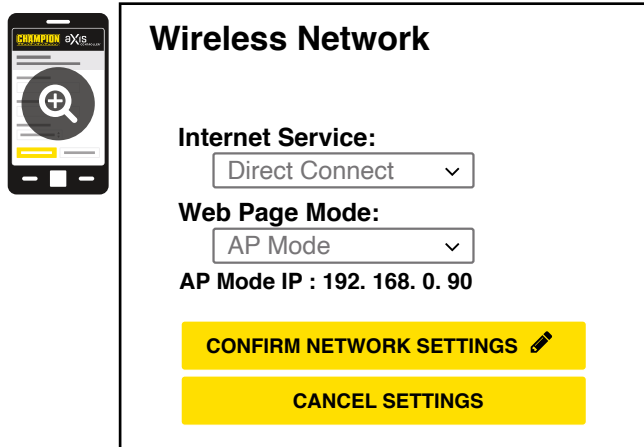 CHAMPION aXis
CONTROLLER
Wireless Network
Internet Service:
Direct Connect
Web Page Mode:
AP Mode
AP Mode IP : 192. 168. 0. 90
CONFIRM NETWORK SETTINGS
CANCEL SETTINGS